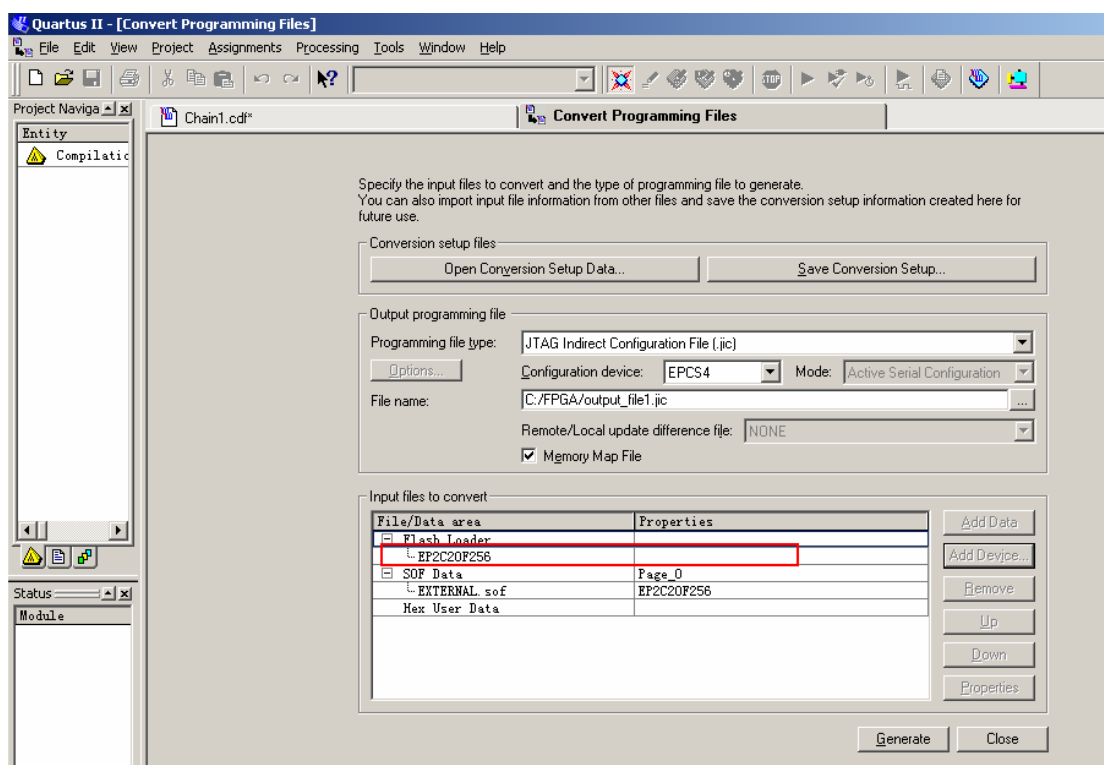 Quartus II - [Convert Programming Files]
File Edit View Project Assignments Processing Tools Window Help
STOP
Project Naviga
Chain1.cdf*
Convert Programming Files
Entity
Compilatic
Specify the input files to convert and the type of programming file to generate.
You can also import input file information from other files and save the conversion setup information created here for
future use.
Conversion setup files
Open Conversion Setup Data... Save Conversion Setup...
Output programming file
Programming file type: JTAG Indirect Configuration File (.jic)
Options... Configuration device: EPCS4 Mode: Active Serial Configuration
File name: C:/FPGA/output_file1.jic ...
Remote/Local update difference file: NONE
Memory Map File
Input files to convert
File/Data area Properties Add Data
Flash Loader
EP2C20F256 Add Device...
SOF Data Page_0
EXTERNAL.sof EP2C20F256 Remove
Hex User Data
Up
Down
Properties
Status
Module
Generate Close